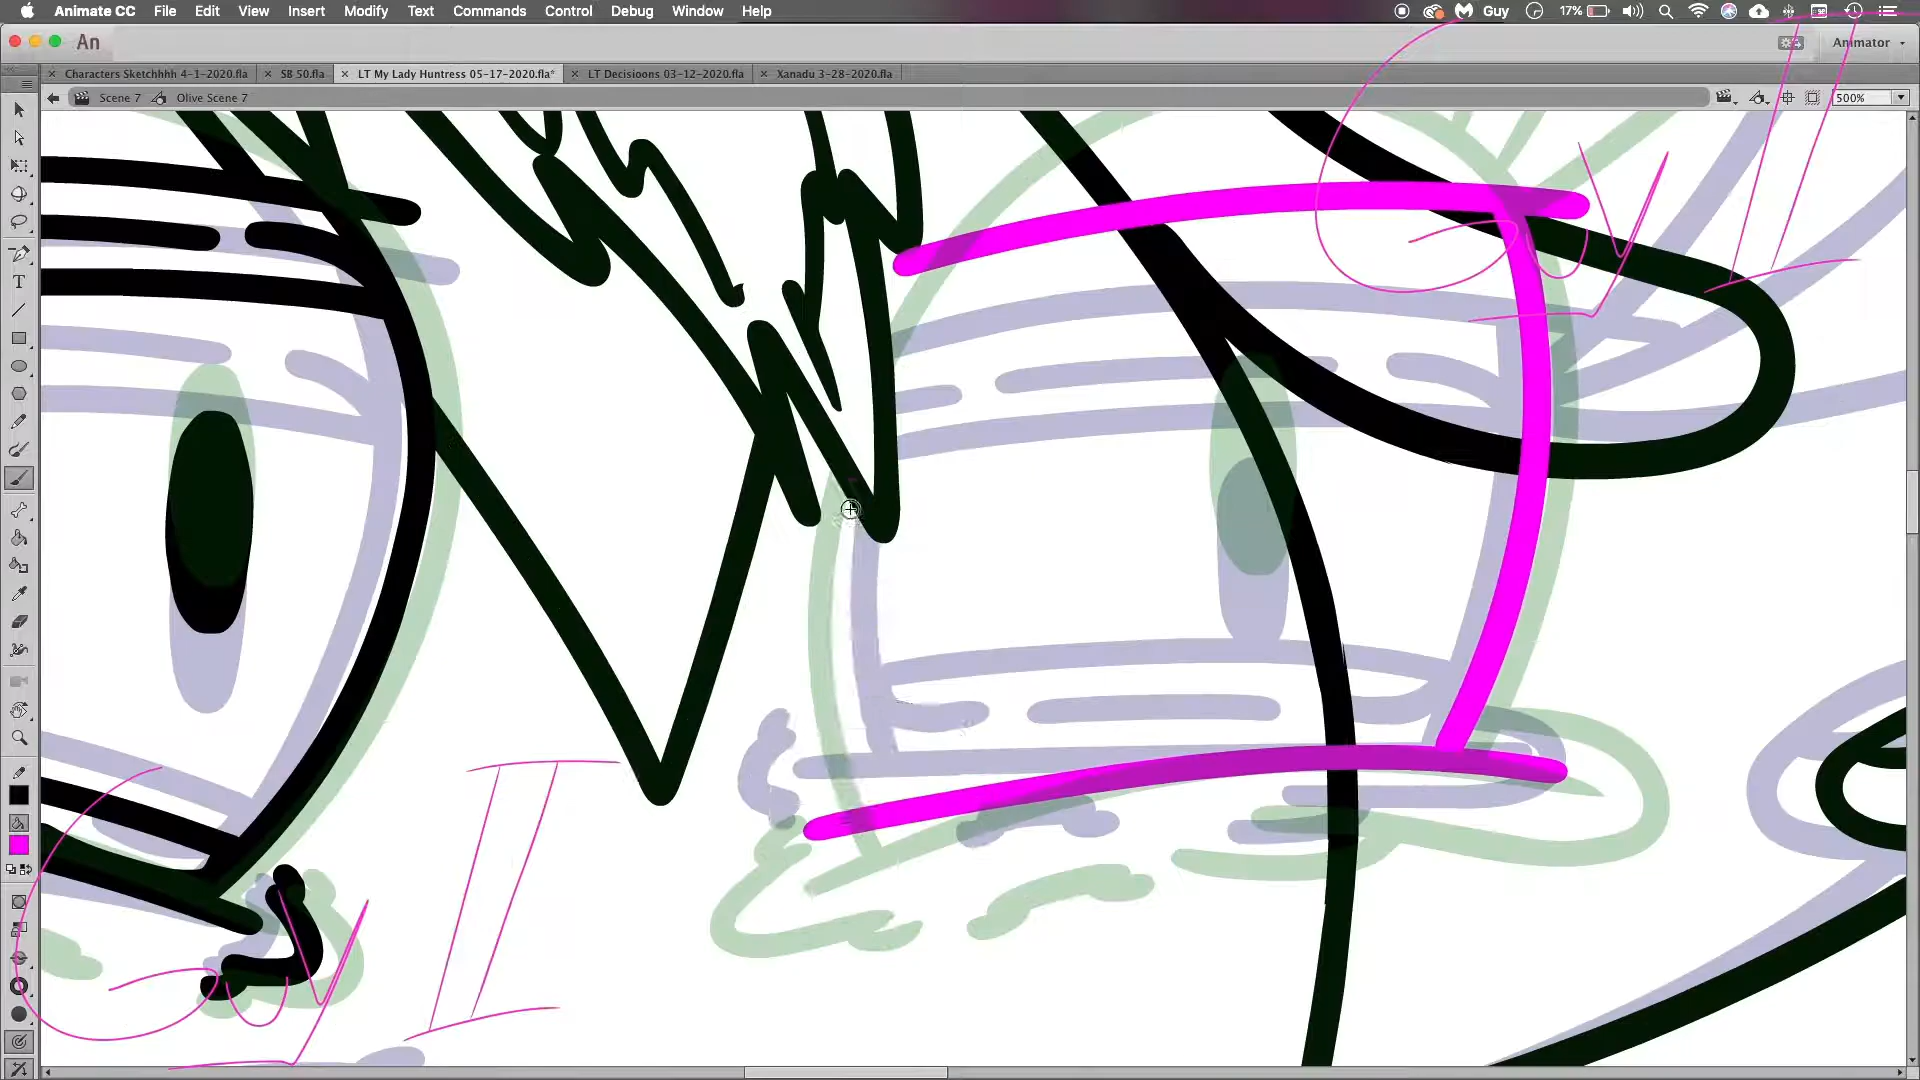 Animate CC File Edit View Insert Modify Text Commands Control Debug Window Help Guy 17%
An Animator
Characters Sketchhhh 4-1-2020.fla SB 50.fla LT My Lady Huntress 05-17-2020.fla* LT Decisioons 03-12-2020.fla Xanadu 3-28-2020.fla
Scene 7 Olive Scene 7 500%
Guy I
Guy I